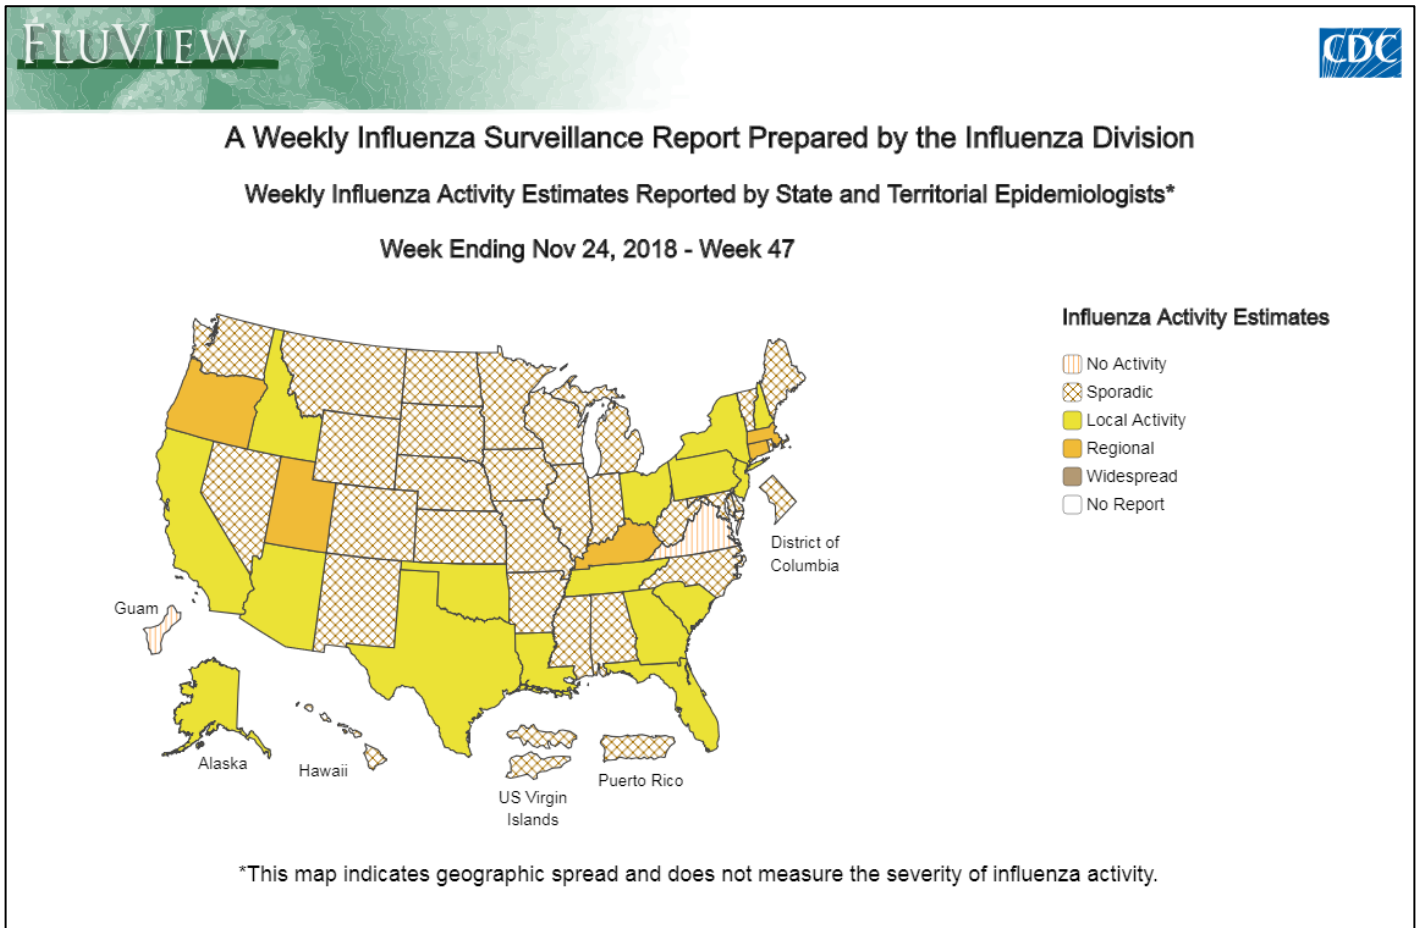 FLUVIEW
CDC
A Weekly Influenza Surveillance Report Prepared by the Influenza Division
Weekly Influenza Activity Estimates Reported by State and Territorial Epidemiologists*
Week Ending Nov 24, 2018 - Week 47
Influenza Activity Estimates
No Activity
Sporadic
Local Activity
Regional
Widespread
No Report
District of
Columbia
Guam
Alaska
Hawaii
US Virgin
Islands
Puerto Rico
*This map indicates geographic spread and does not measure the severity of influenza activity.